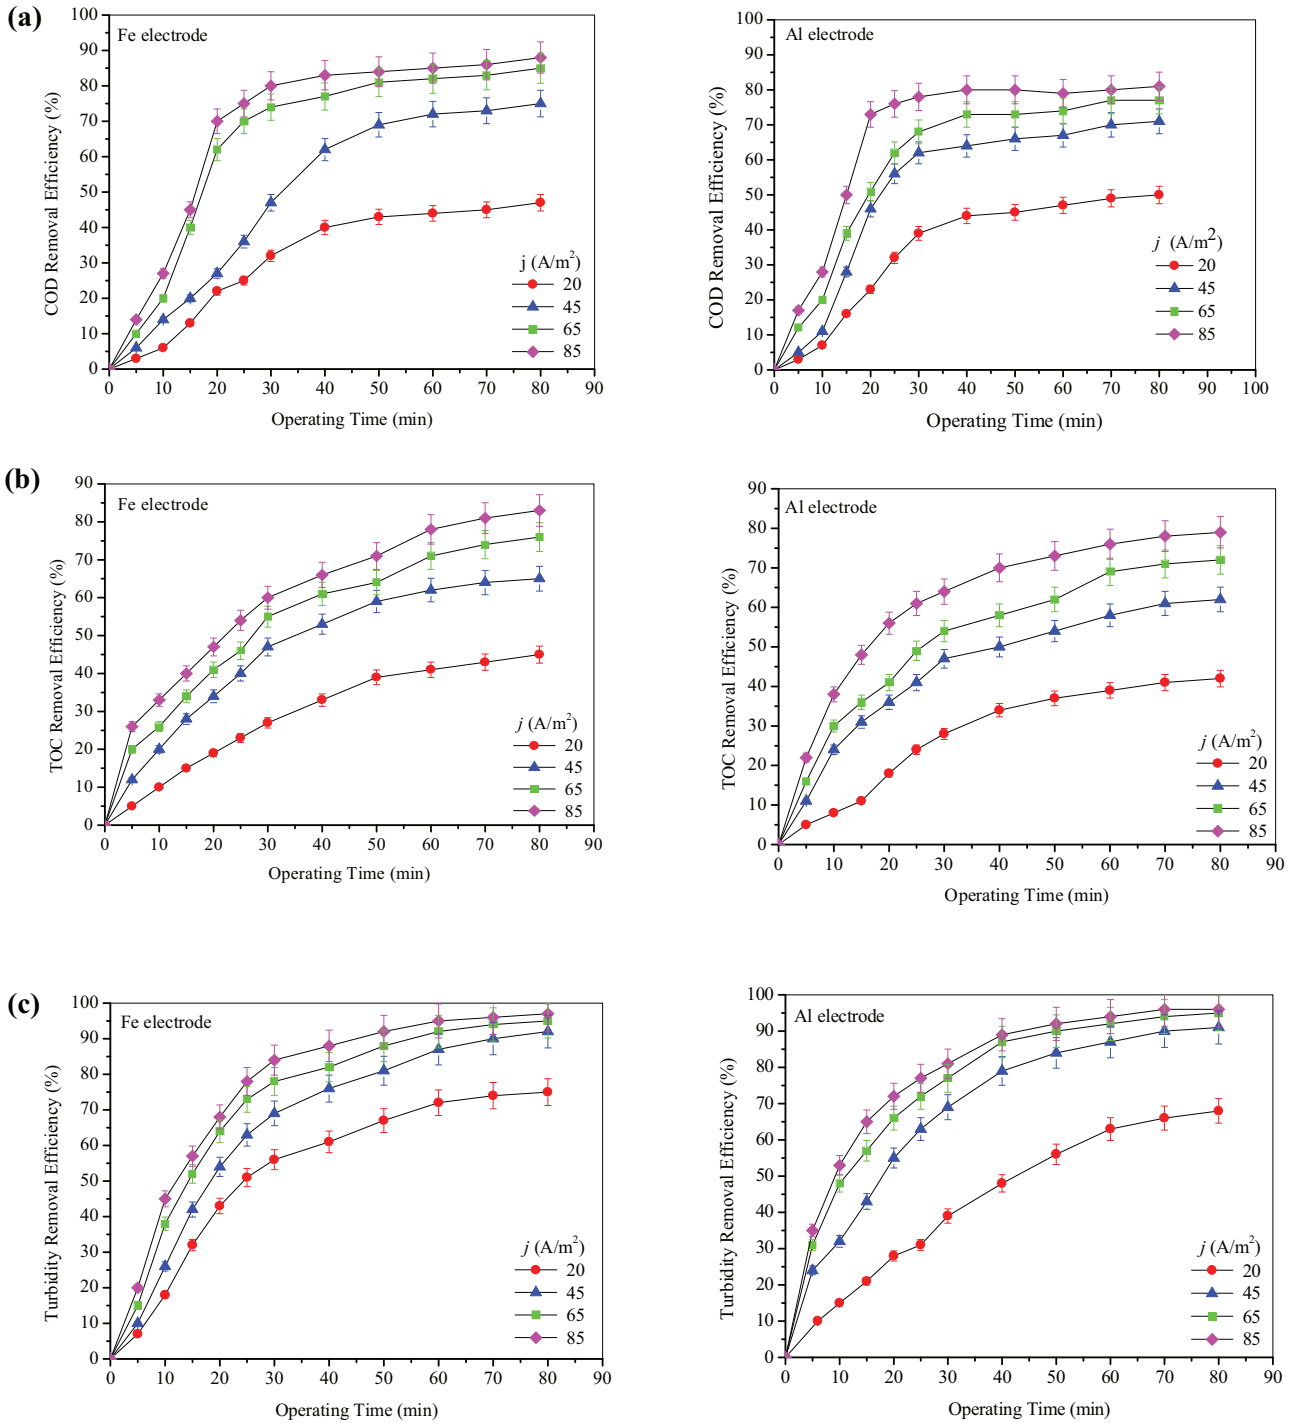 (a)
Fe electrode
COD Removal Efficiency (%)
100
90
80
70
60
50
40
30
20
10
0
0 10 20 30 40 50 60 70 80 90
Operating Time (min)
j (A/m²)
20
45
65
85
Al electrode
COD Removal Efficiency (%)
100
90
80
70
60
50
40
30
20
10
0
0 10 20 30 40 50 60 70 80 90 100
Operating Time (min)
j (A/m²)
20
45
65
85
(b)
Fe electrode
TOC Removal Efficiency (%)
90
80
70
60
50
40
30
20
10
0
0 10 20 30 40 50 60 70 80 90
Operating Time (min)
j (A/m²)
20
45
65
85
Al electrode
TOC Removal Efficiency (%)
90
80
70
60
50
40
30
20
10
0
0 10 20 30 40 50 60 70 80 90
Operating Time (min)
j (A/m²)
20
45
65
85
(c)
Fe electrode
Turbidity Removal Efficiency (%)
100
90
80
70
60
50
40
30
20
10
0
0 10 20 30 40 50 60 70 80 90
Operating Time (min)
j (A/m²)
20
45
65
85
Al electrode
Turbidity Removal Efficiency (%)
100
90
80
70
60
50
40
30
20
10
0
0 10 20 30 40 50 60 70 80 90
Operating Time (min)
j (A/m²)
20
45
65
85